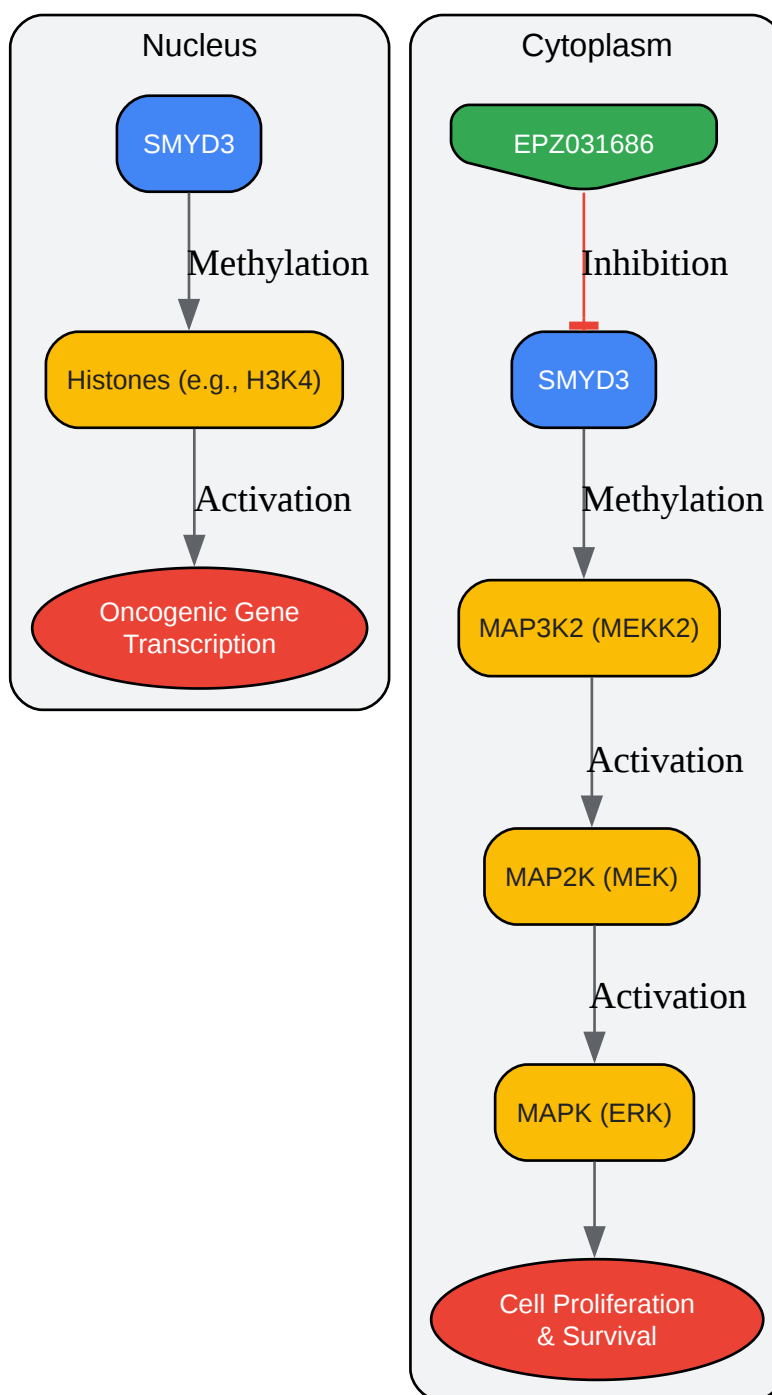 Nucleus
SMYD3
Methylation
Histones (e.g., H3K4)
Activation
Oncogenic Gene
Transcription
Cytoplasm
EPZ031686
Inhibition
SMYD3
Methylation
MAP3K2 (MEKK2)
Activation
MAP2K (MEK)
Activation
MAPK (ERK)
Cell Proliferation
& Survival